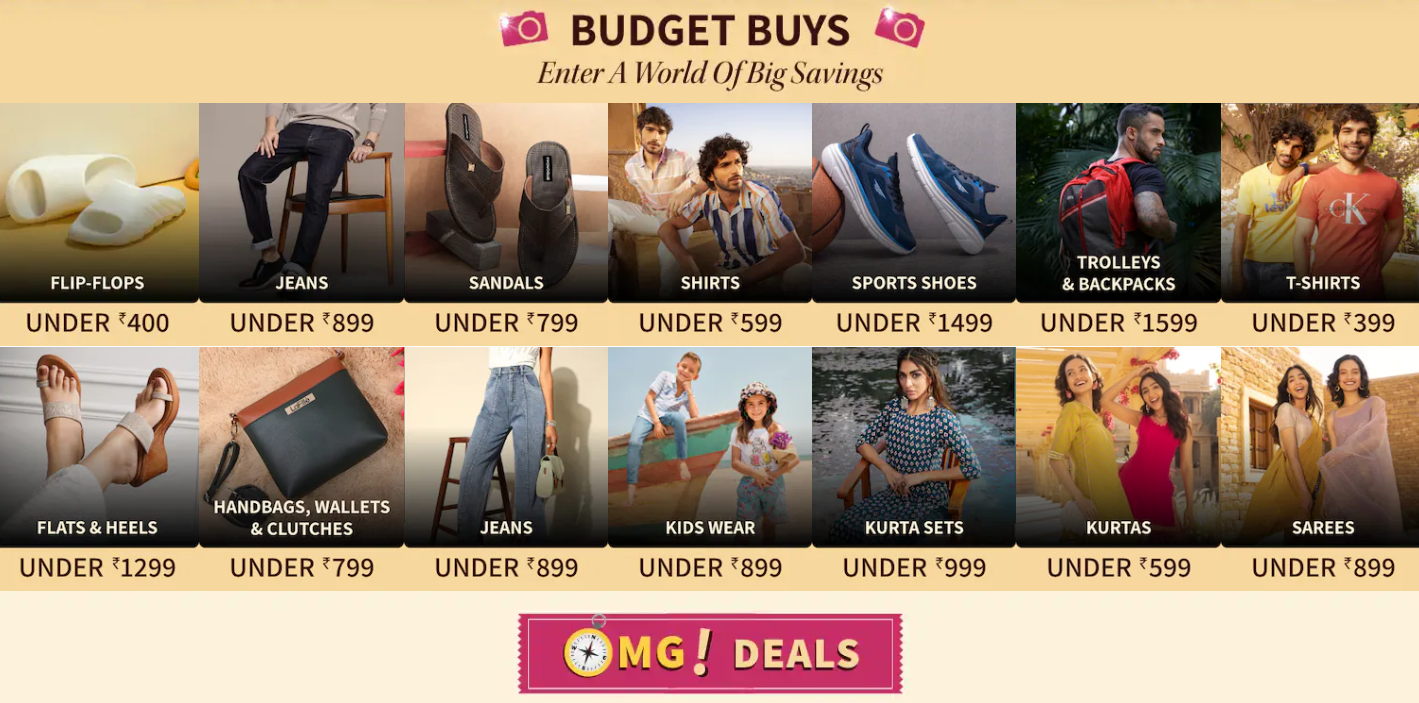 BUDGET BUYS
Enter A World Of Big Savings
FLIP-FLOPS
JEANS
SANDALS
SHIRTS
SPORTS SHOES
TROLLEYS
& BACKPACKS
T-SHIRTS
CK
UNDER ₹400
UNDER ₹899
UNDER ₹799
UNDER ₹599
UNDER ₹1499
UNDER ₹1599
UNDER ₹399
FLATS & HEELS
HANDBAGS, WALLETS
& CLUTCHES
JEANS
KIDS WEAR
KURTA SETS
KURTAS
SAREES
UNDER ₹1299
UNDER ₹799
UNDER ₹899
UNDER ₹899
UNDER ₹999
UNDER ₹599
UNDER ₹899
OMG! DEALS